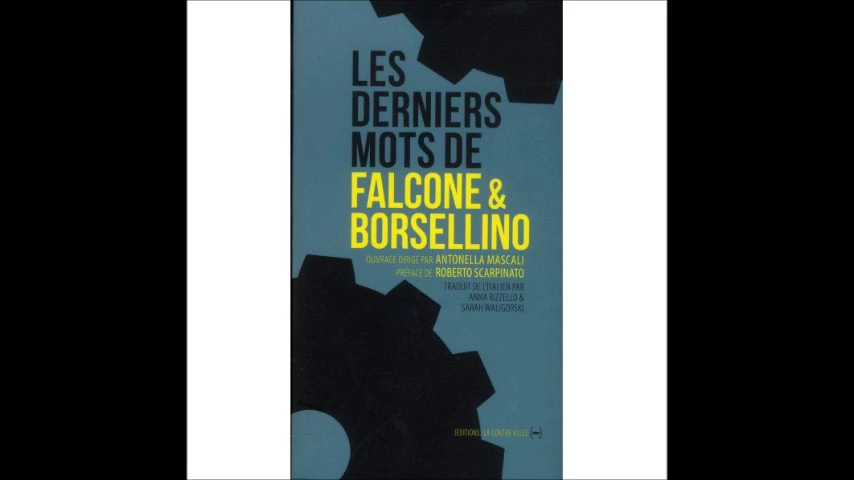 LES
DERNIERS
MOTS DE
FALCONE &
BORSELLINO
OUVRAGE DIRIGÉ PAR ANTONELLA MASCALI
PRÉFACE DE ROBERTO SCARPINATO
TRADUIT DE L'ITALIEN PAR
ANNA RIZZELLO &
SARAH WALIGORSKI
(ÉDITIONS) LA CONTRE ALLÉE